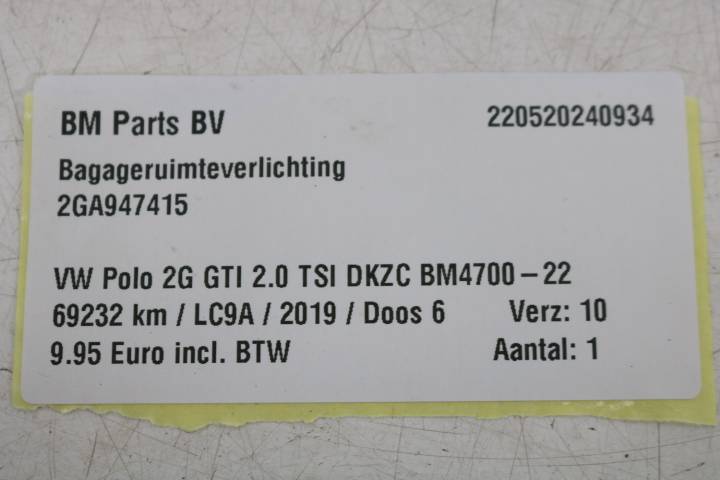 BM Parts BV 220520240934
Bagageruimteverlichting
2GA947415
VW Polo 2G GTI 2.0 TSI DKZC BM4700-22
69232 km / LC9A / 2019 / Doos 6 Verz: 10
9.95 Euro incl. BTW Aantal: 1